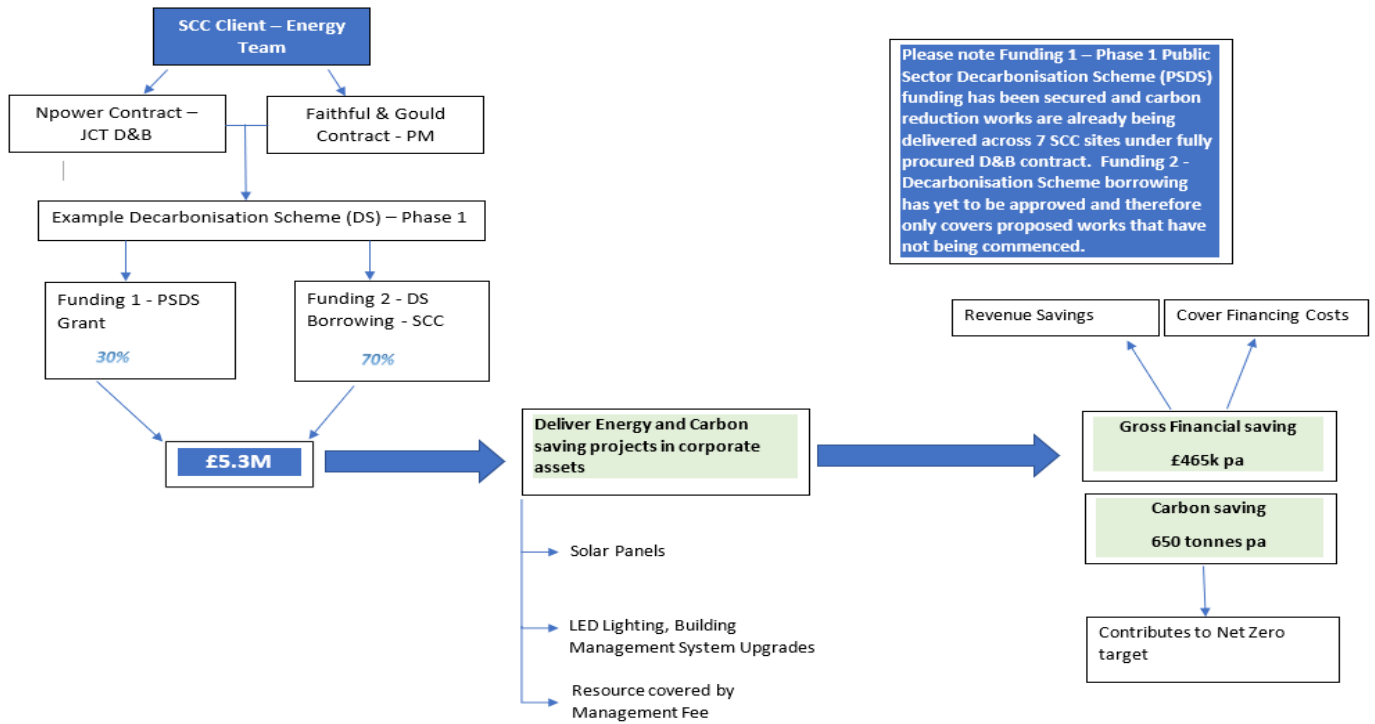 SCC Client – Energy
Team
Npower Contract –
JCT D&B
Faithful & Gould
Contract - PM
Example Decarbonisation Scheme (DS) – Phase 1
Funding 1 - PSDS
Grant
30%
Funding 2 - DS
Borrowing - SCC
70%
£5.3M
Deliver Energy and Carbon
saving projects in corporate
assets
Solar Panels
LED Lighting, Building
Management System Upgrades
Resource covered by
Management Fee
Please note Funding 1 – Phase 1 Public
Sector Decarbonisation Scheme (PSDS)
funding has been secured and carbon
reduction works are already being
delivered across 7 SCC sites under fully
procured D&B contract.  Funding 2 -
Decarbonisation Scheme borrowing
has yet to be approved and therefore
only covers proposed works that have
not being commenced.
Revenue Savings
Cover Financing Costs
Gross Financial saving
£465k pa
Carbon saving
650 tonnes pa
Contributes to Net Zero
target